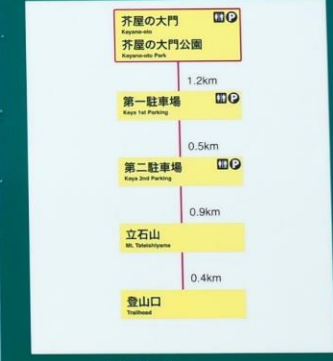 芥屋の大門
Keyano-oto
芥屋の大門公園
Keyano-oto Park
P
1.2km
第一駐車場
Keya 1st Parking
P
0.5km
第二駐車場
Keya 2nd Parking
P
0.9km
立石山
Mt. Tateishiyama
0.4km
登山口
Trailhead